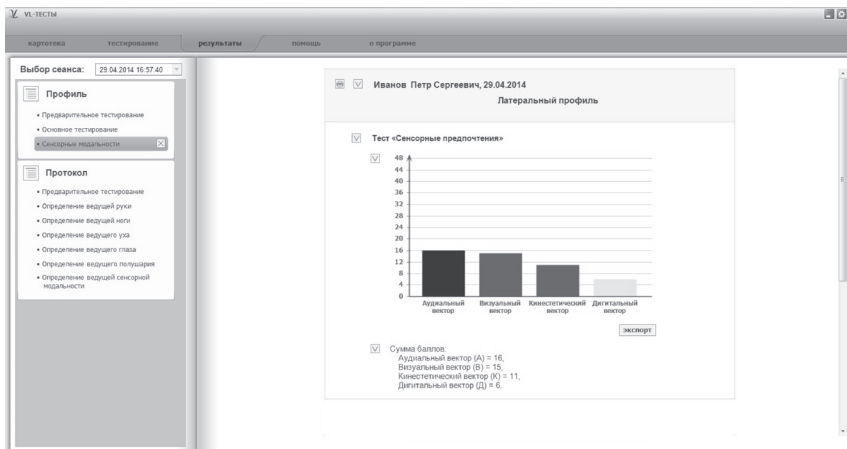 VL-ТЕСТЫ
картотека тестирование результаты помощь о программе
Выбор сеанса: 29.04.2014 16:57:40
Профиль
• Предварительное тестирование
• Основное тестирование
• Сенсорные модальности
Протокол
• Предварительное тестирование
• Определение ведущей руки
• Определение ведущей ноги
• Определение ведущего уха
• Определение ведущего глаза
• Определение ведущего полушария
• Определение ведущей сенсорной
модальности
Иванов Петр Сергеевич, 29.04.2014
Латеральный профиль
Тест «Сенсорные предпочтения»
48
44
40
36
32
28
24
20
16
12
8
4
0
Аудиальный вектор
Визуальный вектор
Кинестетический вектор
Дигитальный вектор
экспорт
Сумма баллов:
Аудиальный вектор (А) = 16,
Визуальный вектор (В) = 15,
Кинестетический вектор (К) = 11,
Дигитальный вектор (Д) = 6.